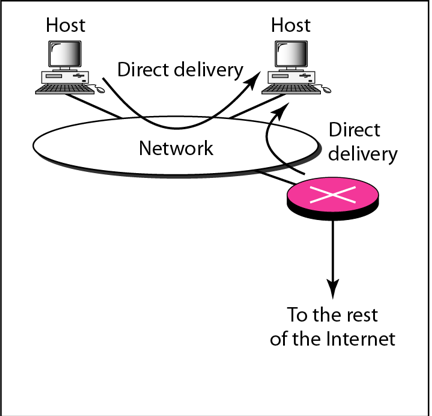 Host
Host
Direct delivery
Network
Direct
delivery
To the rest
of the Internet